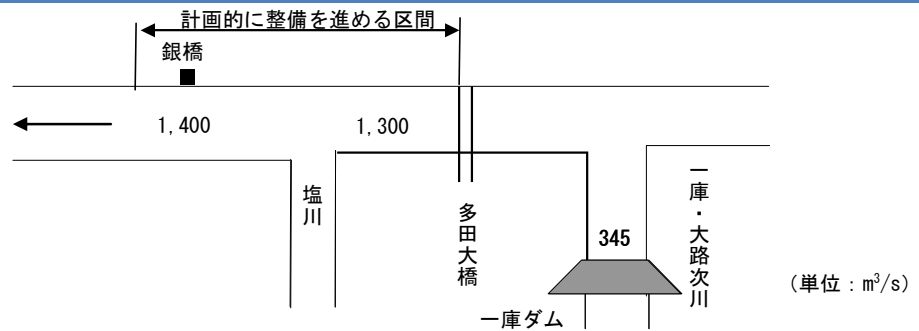 計画的に整備を進める区間
銀橋
1,400
1,300
塩川
多田大橋
345
一庫・大路次川
(単位：m³/s)
一庫ダム